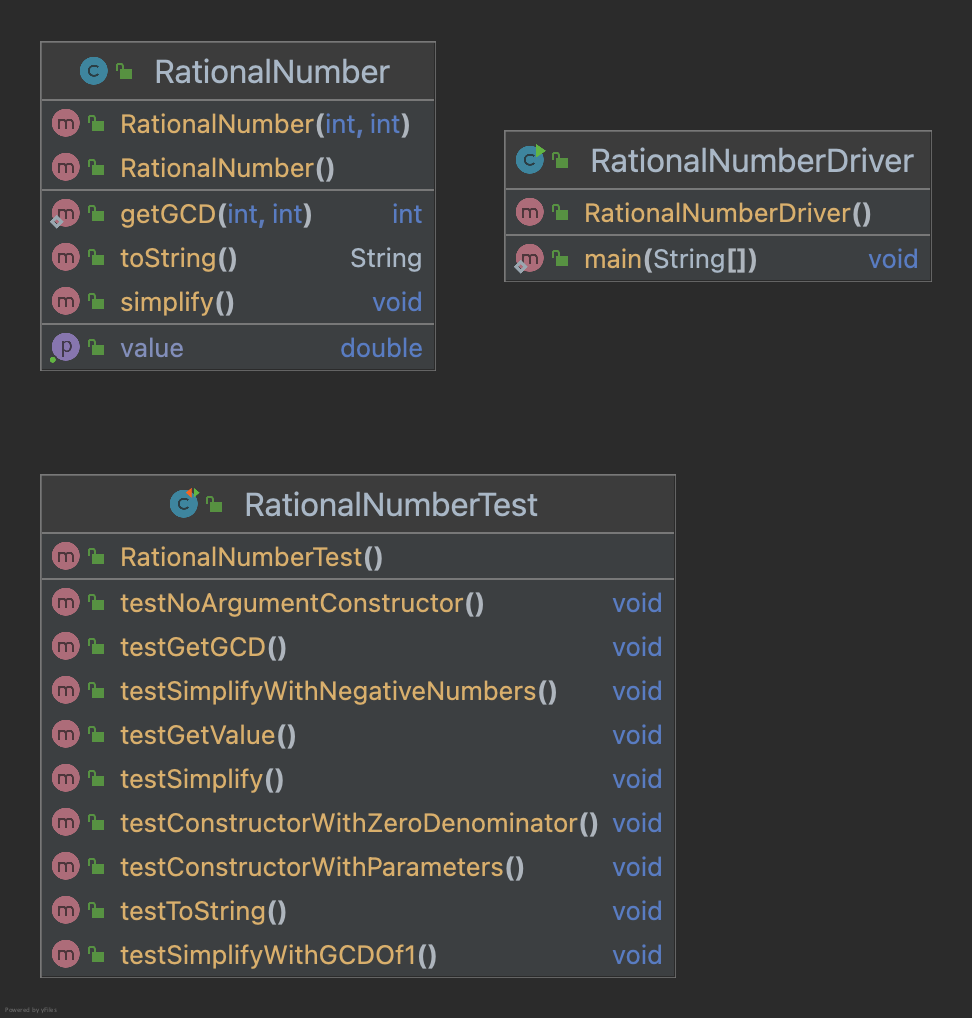 RationalNumber
RationalNumber(int, int)
RationalNumber()
getGCD(int, int) int
toString() String
simplify() void
value double
RationalNumberDriver
RationalNumberDriver()
main(String[]) void
RationalNumberTest
RationalNumberTest()
testNoArgumentConstructor() void
testGetGCD() void
testSimplifyWithNegativeNumbers() void
testGetValue() void
testSimplify() void
testConstructorWithZeroDenominator() void
testConstructorWithParameters() void
testToString() void
testSimplifyWithGCDOf1() void
Powered by yFiles